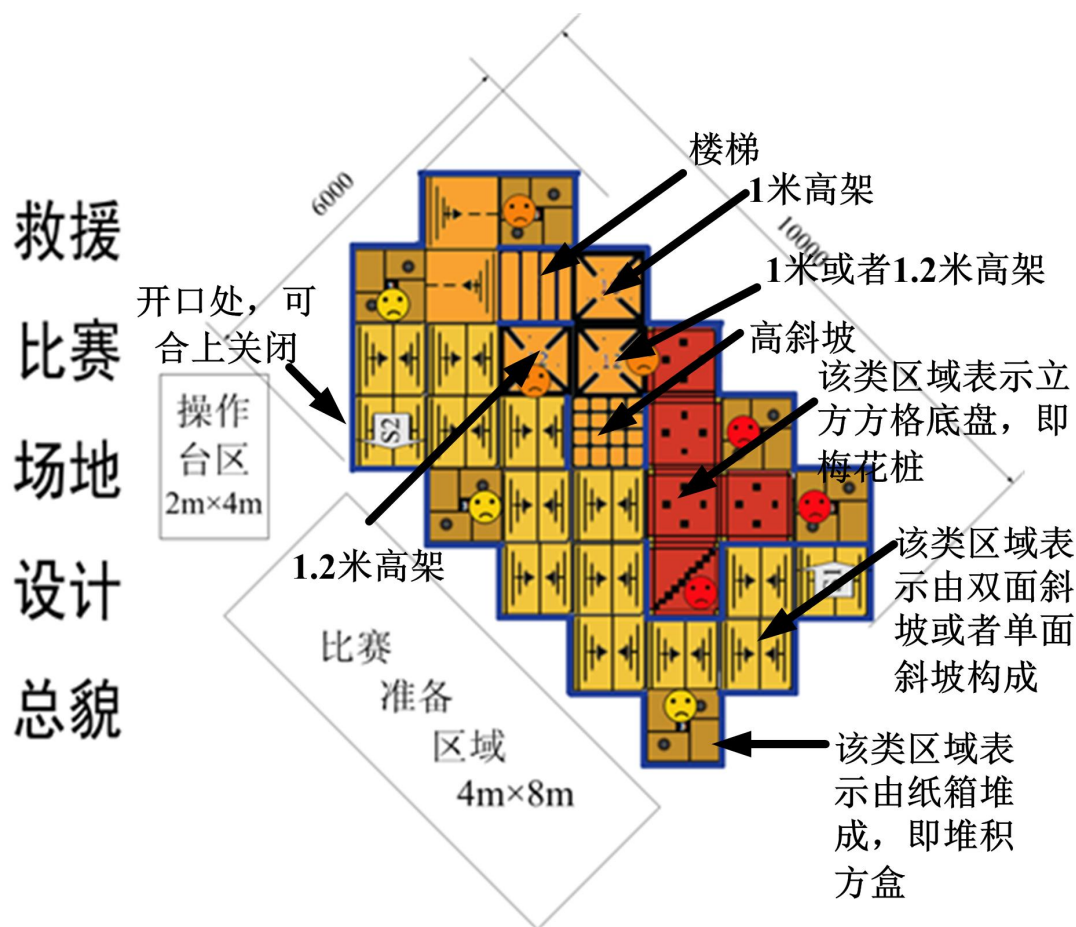 救援
比赛
场地
设计
总貌
6000
10000
楼梯
1米高架
1米或者1.2米高架
高斜坡
开口处，可
合上关闭
操作
台区
2m×4m
S2
该类区域表示立
方方格底盘，即
梅花桩
1.2米高架
该类区域表
示由双面斜
坡或者单面
斜坡构成
比赛
准备
区域
4m×8m
该类区域表
示由纸箱堆
成，即堆积
方盒